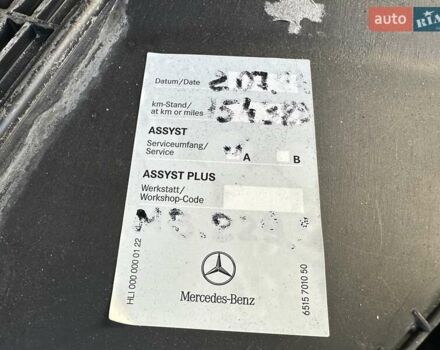 auto RIA
Datum/Date
km-Stand/
at km or miles
ASSYST
Serviceumfang/
Service A B
ASSYST PLUS
Werkstatt/
Workshop-Code
Mercedes-Benz
HLI 000 000 01 22
6515 7010 50